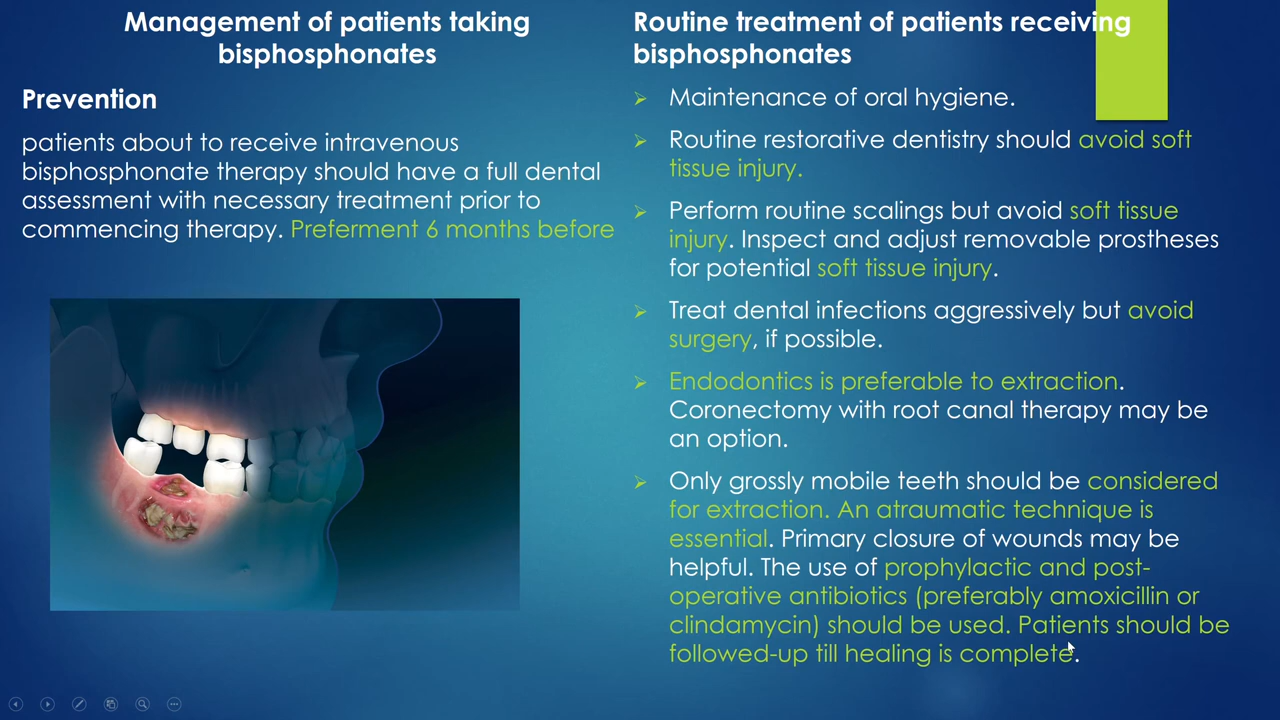 Management of patients taking
bisphosphonates
Prevention
patients about to receive intravenous
bisphosphonate therapy should have a full dental
assessment with necessary treatment prior to
commencing therapy. Preferment 6 months before
Routine treatment of patients receiving
bisphosphonates
Maintenance of oral hygiene.
Routine restorative dentistry should avoid soft
tissue injury.
Perform routine scalings but avoid soft tissue
injury. Inspect and adjust removable prostheses
for potential soft tissue injury.
Treat dental infections aggressively but avoid
surgery, if possible.
Endodontics is preferable to extraction.
Coronectomy with root canal therapy may be
an option.
Only grossly mobile teeth should be considered
for extraction. An atraumatic technique is
essential. Primary closure of wounds may be
helpful. The use of prophylactic and post-
operative antibiotics (preferably amoxicillin or
clindamycin) should be used. Patients should be
followed-up till healing is complete.